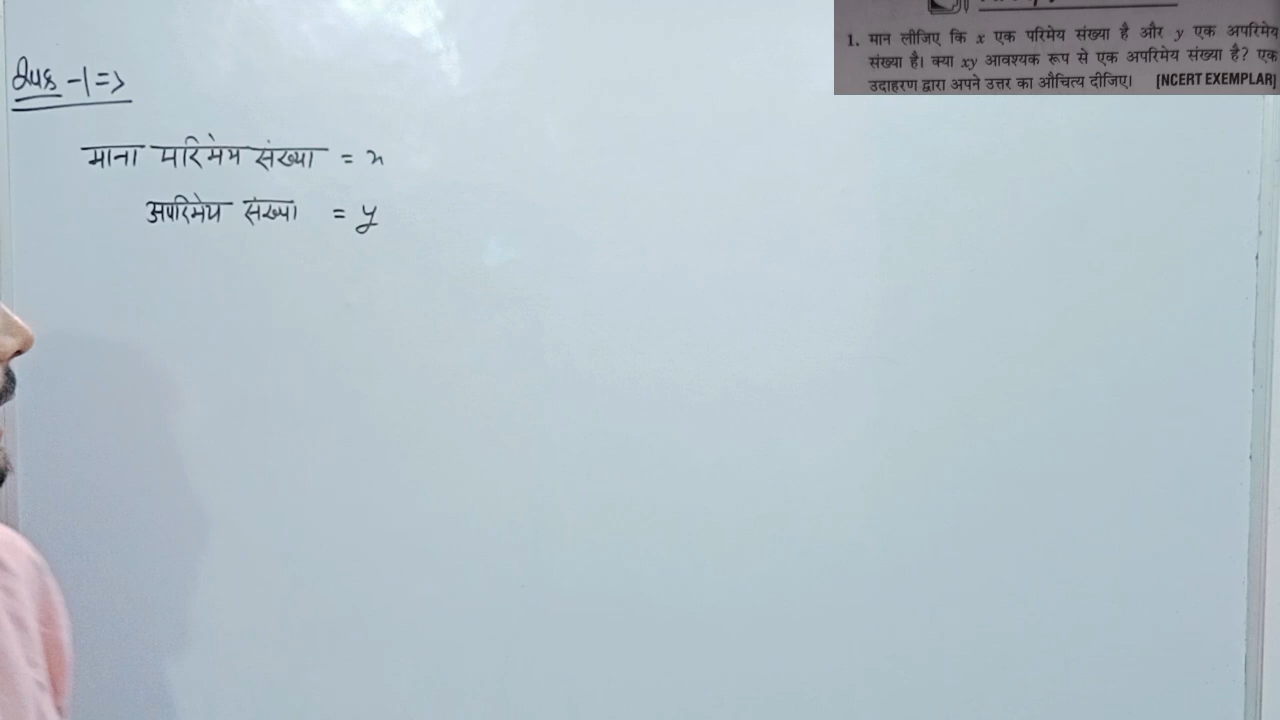 Ques -1 =>
माना परिमेय संख्या = x
अपरिमेय संख्या = y
1. मान लीजिए कि x एक परिमेय संख्या है और y एक अपरिमेय
संख्या है। क्या xy आवश्यक रूप से एक अपरिमेय संख्या है? एक
उदाहरण द्वारा अपने उत्तर का औचित्य दीजिए। [NCERT EXEMPLAR]